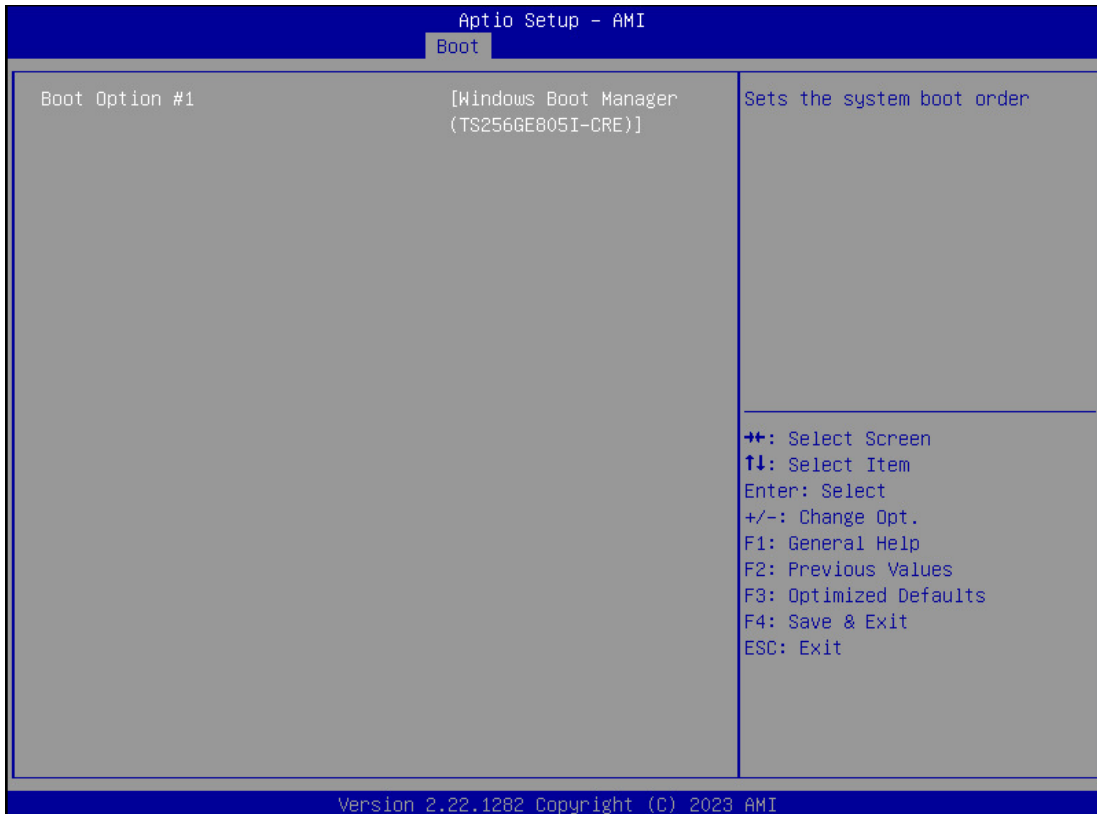 Aptio Setup – AMI
Boot
Boot Option #1 [Windows Boot Manager Sets the system boot order
(TS256GE805I-CRE)]
→←: Select Screen
↑↓: Select Item
Enter: Select
+/-: Change Opt.
F1: General Help
F2: Previous Values
F3: Optimized Defaults
F4: Save & Exit
ESC: Exit
Version 2.22.1282 Copyright (C) 2023 AMI